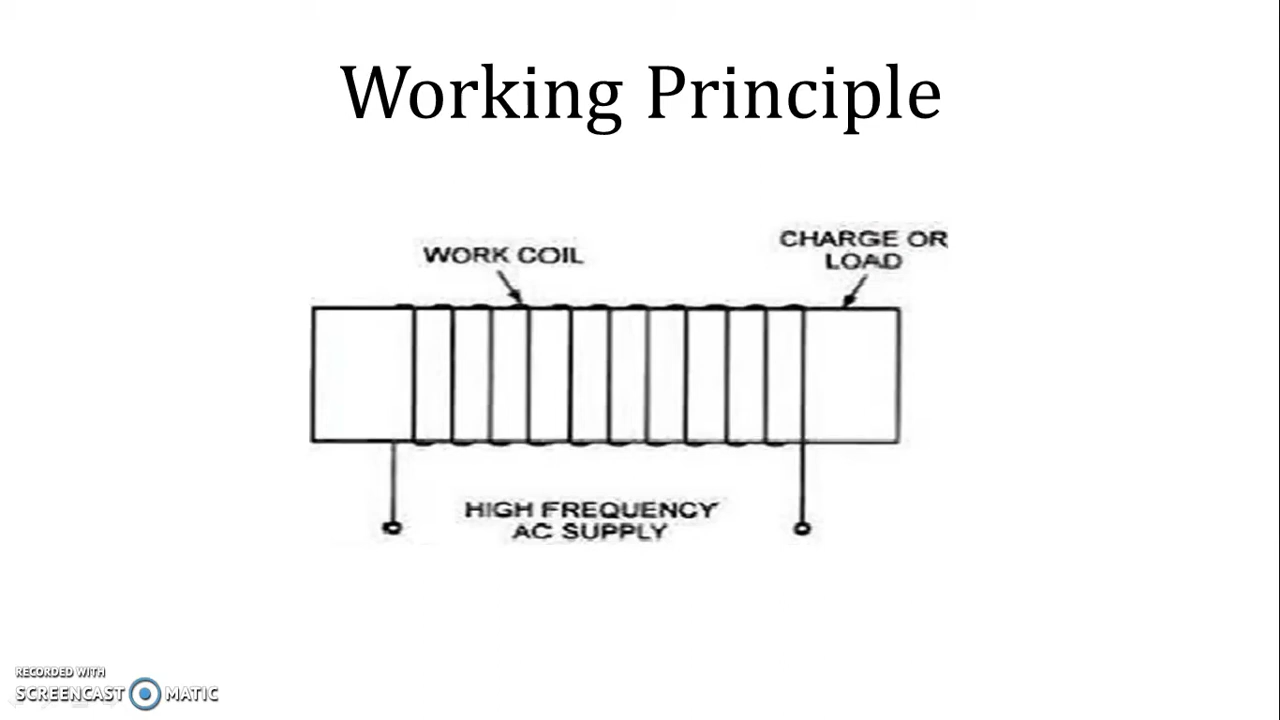 Working Principle
WORK COIL
CHARGE OR
LOAD
HIGH FREQUENCY
AC SUPPLY
RECORDED WITH
SCREENCAST MATIC